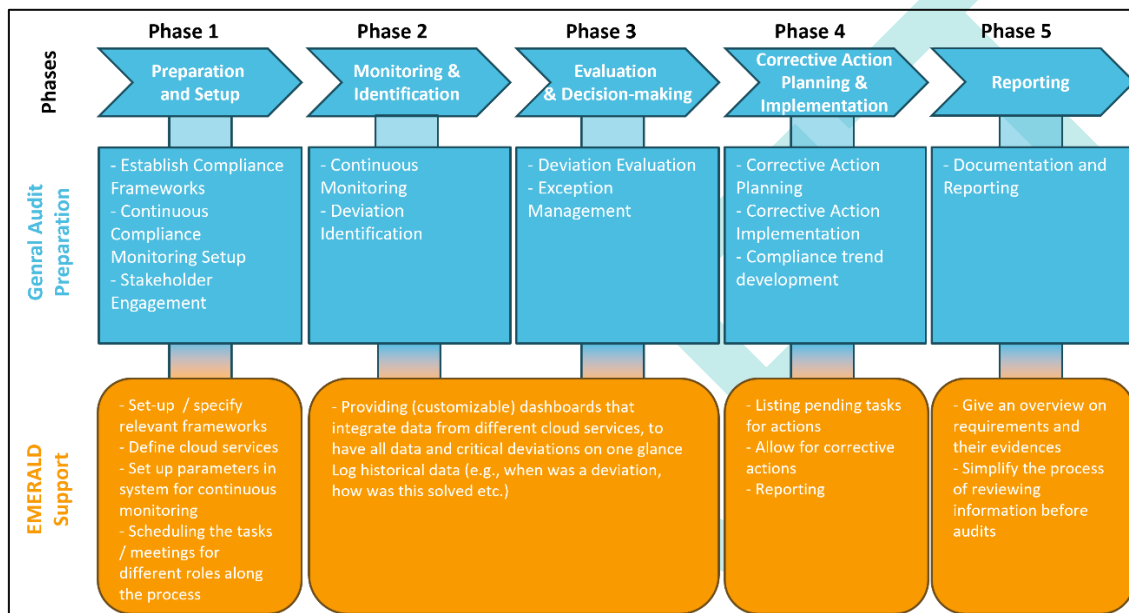 Phase 1
Phase 2
Phase 3
Phase 4
Phase 5
Phases
Preparation
and Setup
Monitoring &
Identification
Evaluation
& Decision-making
Corrective Action
Planning &
Implementation
Reporting
Genral Audit
Preparation
- Establish Compliance
Frameworks
- Continuous
Compliance
Monitoring Setup
- Stakeholder
Engagement
- Continuous
Monitoring
- Deviation
Identification
- Deviation Evaluation
- Exception
Management
- Corrective Action
Planning
- Corrective Action
Implementation
- Compliance trend
development
- Documentation and
Reporting
EMERALD
Support
- Set-up / specify
relevant frameworks
- Define cloud services
- Set up parameters in
system for continuous
monitoring
- Scheduling the tasks
/ meetings for
different roles along
the process
- Providing (customizable) dashboards that
integrate data from different cloud services, to
have all data and critical deviations on one glance
Log historical data (e.g., when was a deviation,
how was this solved etc.)
- Listing pending tasks
for actions
- Allow for corrective
actions
- Reporting
- Give an overview on
requirements and
their evidences
- Simplify the process
of reviewing
information before
audits